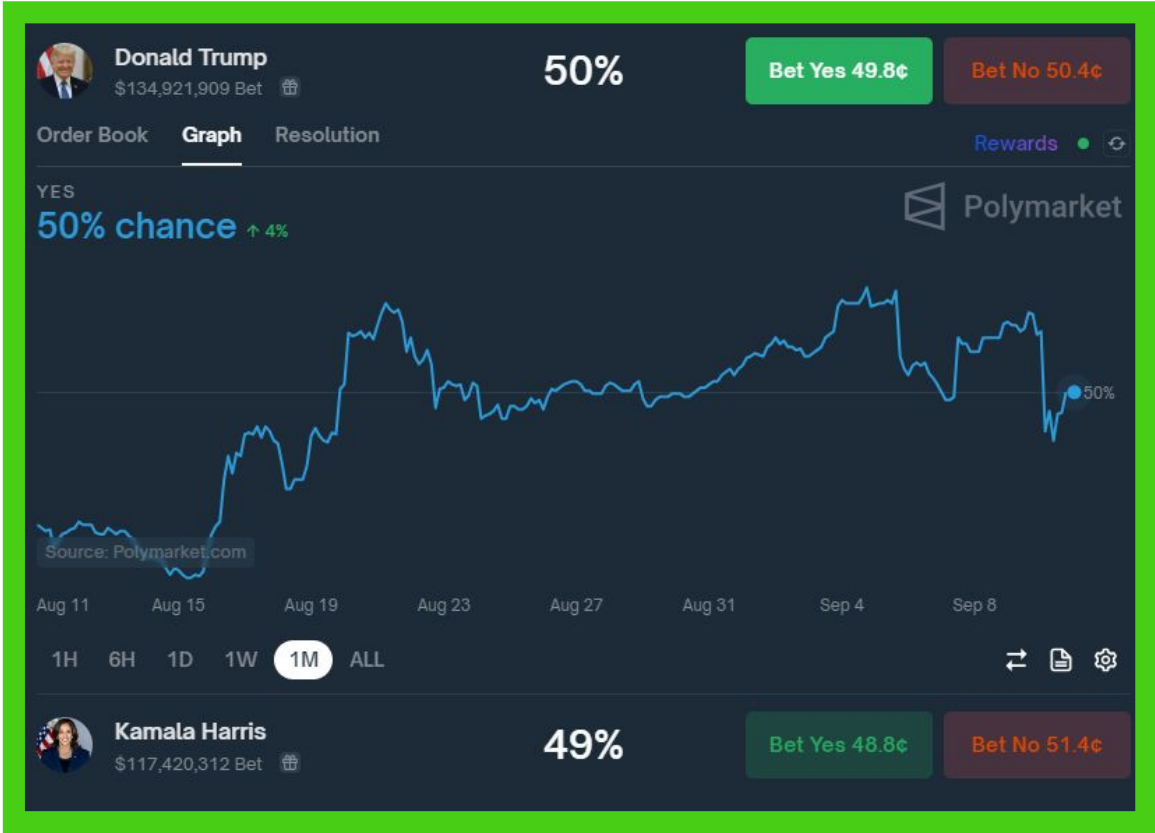 Donald Trump
$134,921,909 Bet
50%
Bet Yes 49.8¢
Bet No 50.4¢
Order Book Graph Resolution
Rewards
YES
50% chance ↑ 4%
Polymarket
50%
Source: Polymarket.com
Aug 11 Aug 15 Aug 19 Aug 23 Aug 27 Aug 31 Sep 4 Sep 8
1H 6H 1D 1W 1M ALL
Kamala Harris
$117,420,312 Bet
49%
Bet Yes 48.8¢
Bet No 51.4¢